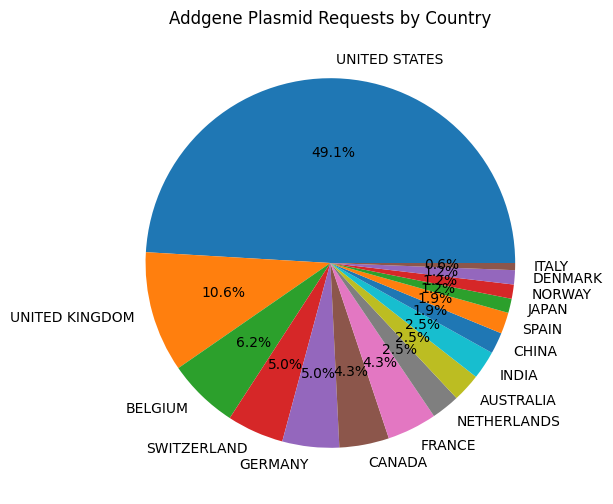 Addgene Plasmid Requests by Country
UNITED STATES
49.1%
UNITED KINGDOM
10.6%
BELGIUM
6.2%
SWITZERLAND
5.0%
GERMANY
5.0%
CANADA
4.3%
FRANCE
4.3%
NETHERLANDS
2.5%
AUSTRALIA
2.5%
INDIA
2.5%
CHINA
1.9%
SPAIN
1.9%
JAPAN
1.2%
NORWAY
1.2%
DENMARK
1.2%
ITALY
0.6%